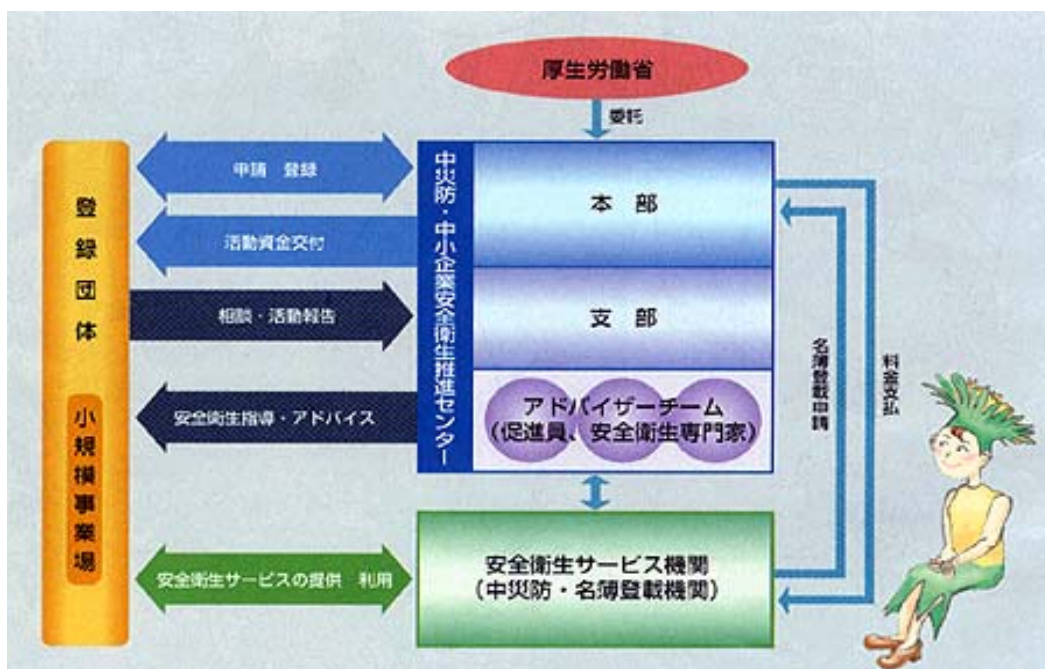 厚生労働省
委託
登録団体
小規模事業場
申請 登録
活動資金交付
相談・活動報告
安全衛生指導・アドバイス
安全衛生サービスの提供 利用
中災防・中小企業安全衛生推進センター
本 部
支 部
アドバイザーチーム
(促進員、安全衛生専門家)
安全衛生サービス機関
(中災防・名簿登載機関)
名簿登載申請
料金支払